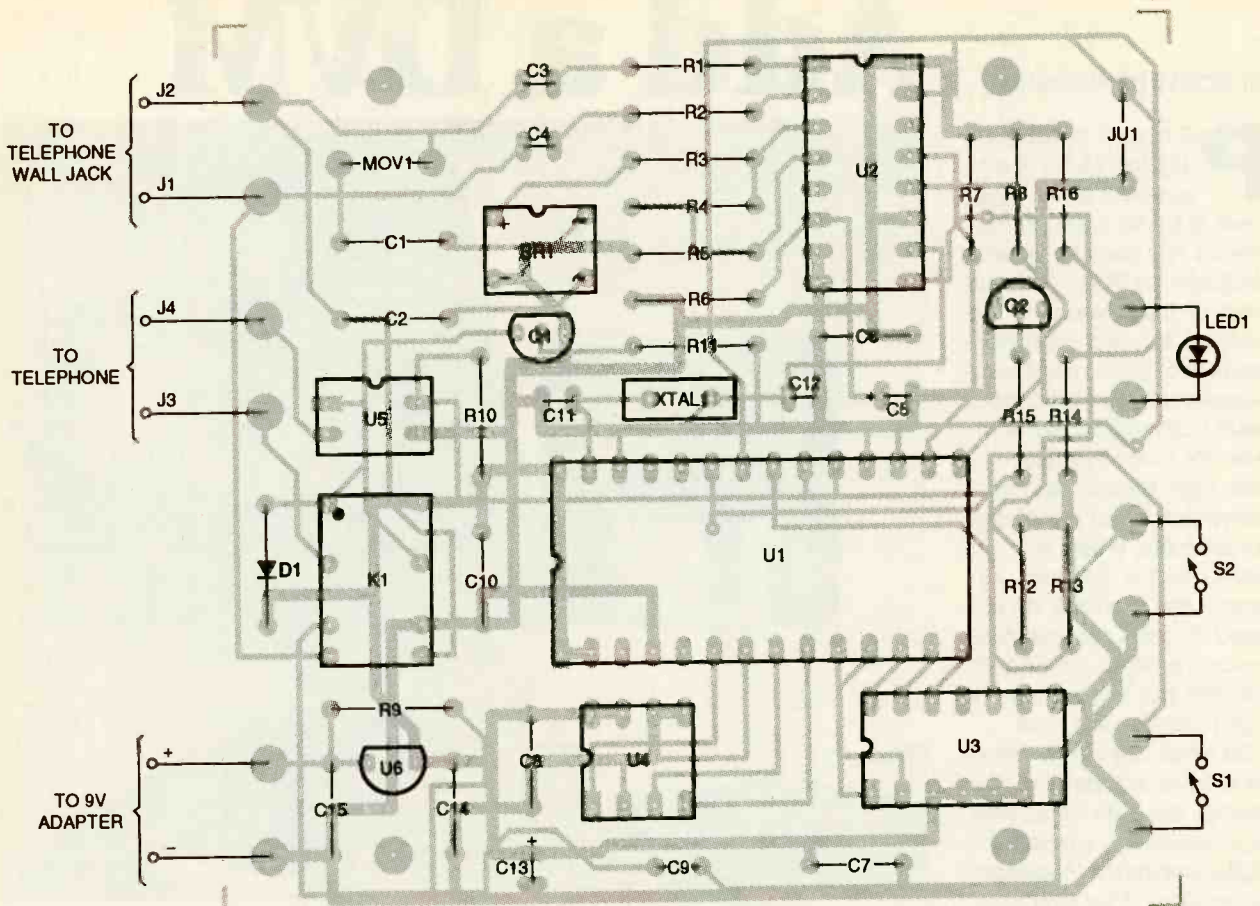 J2
TO
TELEPHONE
WALL JACK
J1
J4
TO
TELEPHONE
J3
C3
R1
C4
R2
MOV1
R3
U2
JU1
R4
R7
R8
R16
C1
+
BR1
R5
~
−
~
R6
C2
Q1
Q2
LED1
R11
C6
U5
R10
C11
XTAL1
C12
+
C5
R15
R14
U1
D1
K1
C10
R12
R13
S2
R9
+
U6
C8
U4
U3
S1
TO 9V
ADAPTER
−
C15
C14
+
C13
C9
C7